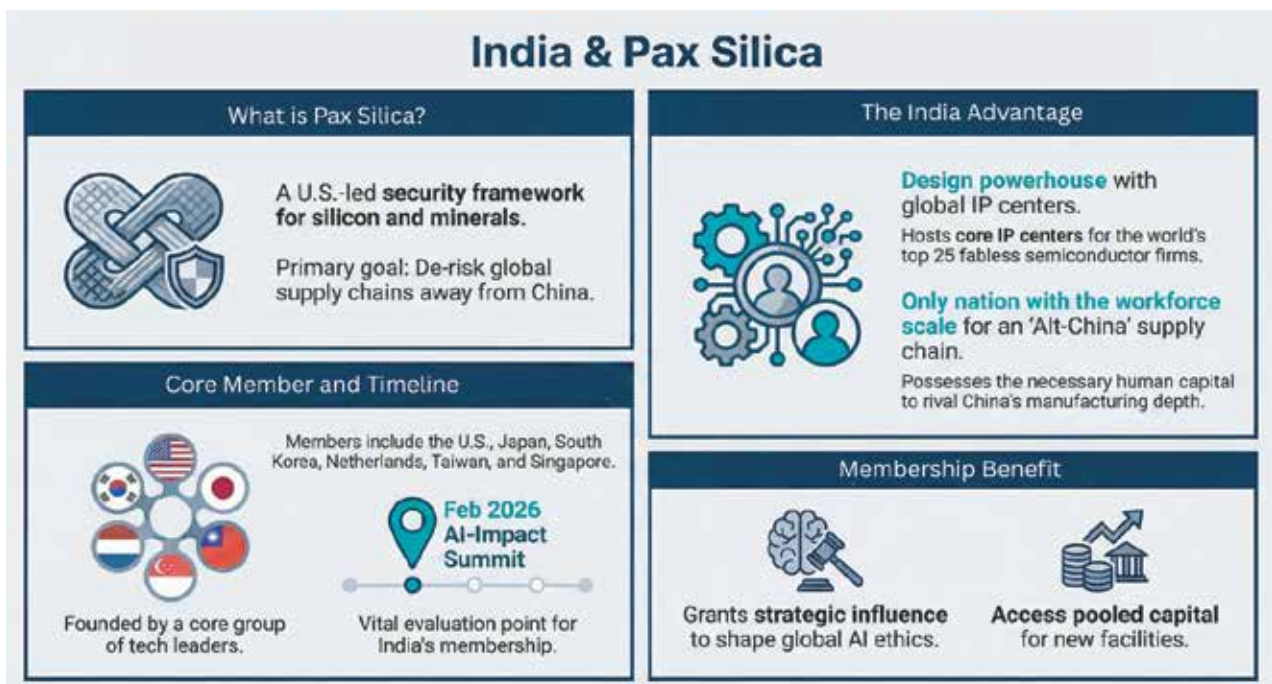 India & Pax Silica
What is Pax Silica?
A U.S.-led security framework
for silicon and minerals.
Primary goal: De-risk global
supply chains away from China.
Core Member and Timeline
Members include the U.S., Japan, South
Korea, Netherlands, Taiwan, and Singapore.
Founded by a core group
of tech leaders.
Feb 2026
AI-Impact
Summit
Vital evaluation point for
India's membership.
The India Advantage
Design powerhouse with
global IP centers.
Hosts core IP centers for the world's
top 25 fabless semiconductor firms.
Only nation with the workforce
scale for an 'Alt-China' supply
chain.
Possesses the necessary human capital
to rival China's manufacturing depth.
Membership Benefit
Grants strategic influence
to shape global AI ethics.
Access pooled capital
for new facilities.